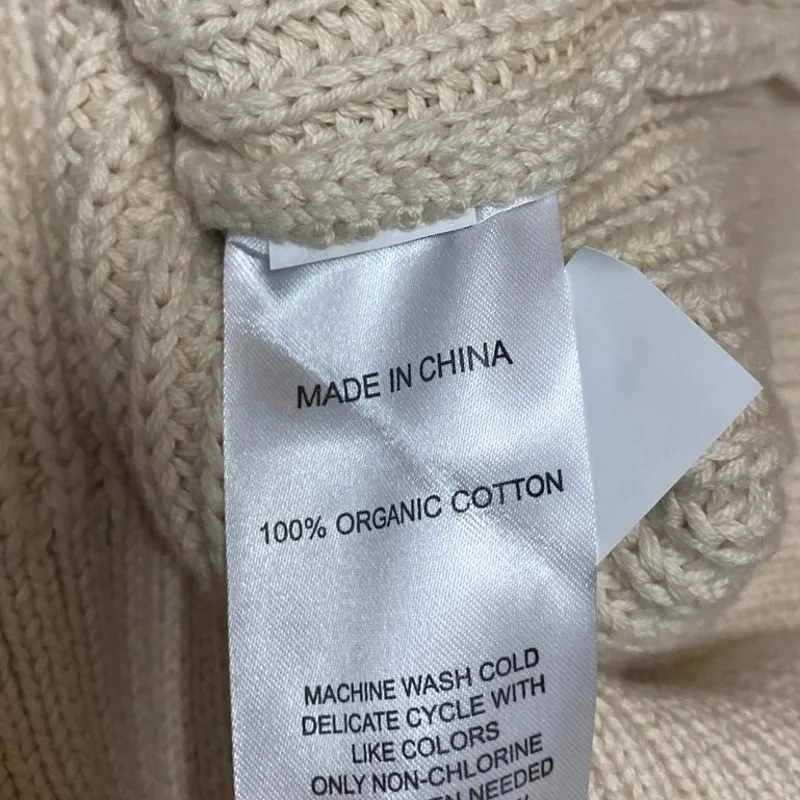 MADE IN CHINA
100% ORGANIC COTTON
MACHINE WASH COLD
DELICATE CYCLE WITH
LIKE COLORS
ONLY NON-CHLORINE
NEEDED